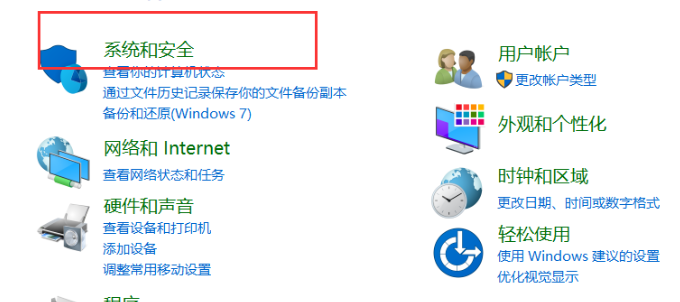 系统和安全
查看你的计算机状态
通过文件历史记录保存你的文件备份副本
备份和还原(Windows 7)
网络和 Internet
查看网络状态和任务
硬件和声音
查看设备和打印机
添加设备
调整常用移动设置
程序
用户帐户
更改帐户类型
外观和个性化
时钟和区域
更改日期、时间或数字格式
轻松使用
使用 Windows 建议的设置
优化视觉显示